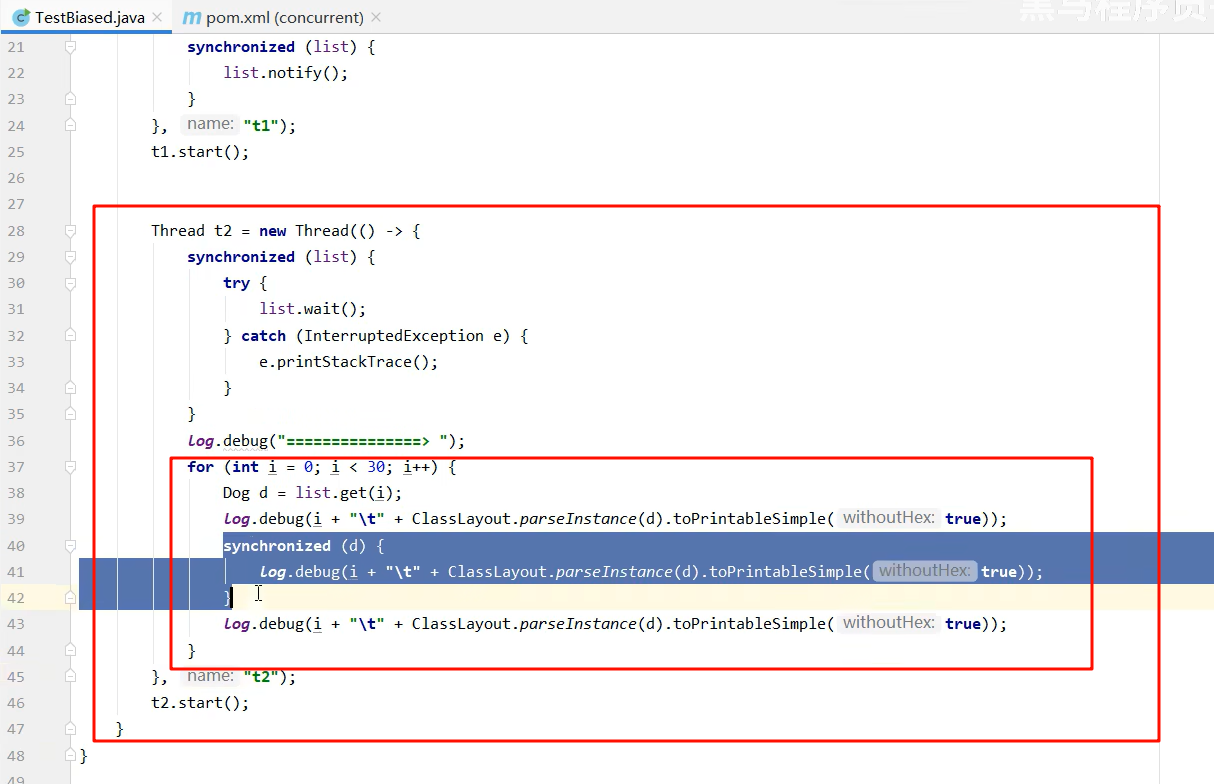 TestBiased.java × pom.xml (concurrent) ×
黑马程序员
21 synchronized (list) {
22 list.notify();
23 }
24 }, name: "t1");
25 t1.start();
26
27
28 Thread t2 = new Thread(() -> {
29 synchronized (list) {
30 try {
31 list.wait();
32 } catch (InterruptedException e) {
33 e.printStackTrace();
34 }
35 }
36 log.debug("===============> ");
37 for (int i = 0; i < 30; i++) {
38 Dog d = list.get(i);
39 log.debug(i + "\t" + ClassLayout.parseInstance(d).toPrintableSimple( withoutHex: true));
40 synchronized (d) {
41 log.debug(i + "\t" + ClassLayout.parseInstance(d).toPrintableSimple( withoutHex: true));
42 }
43 log.debug(i + "\t" + ClassLayout.parseInstance(d).toPrintableSimple( withoutHex: true));
44 }
45 }, name: "t2");
46 t2.start();
47 }
48 }
49